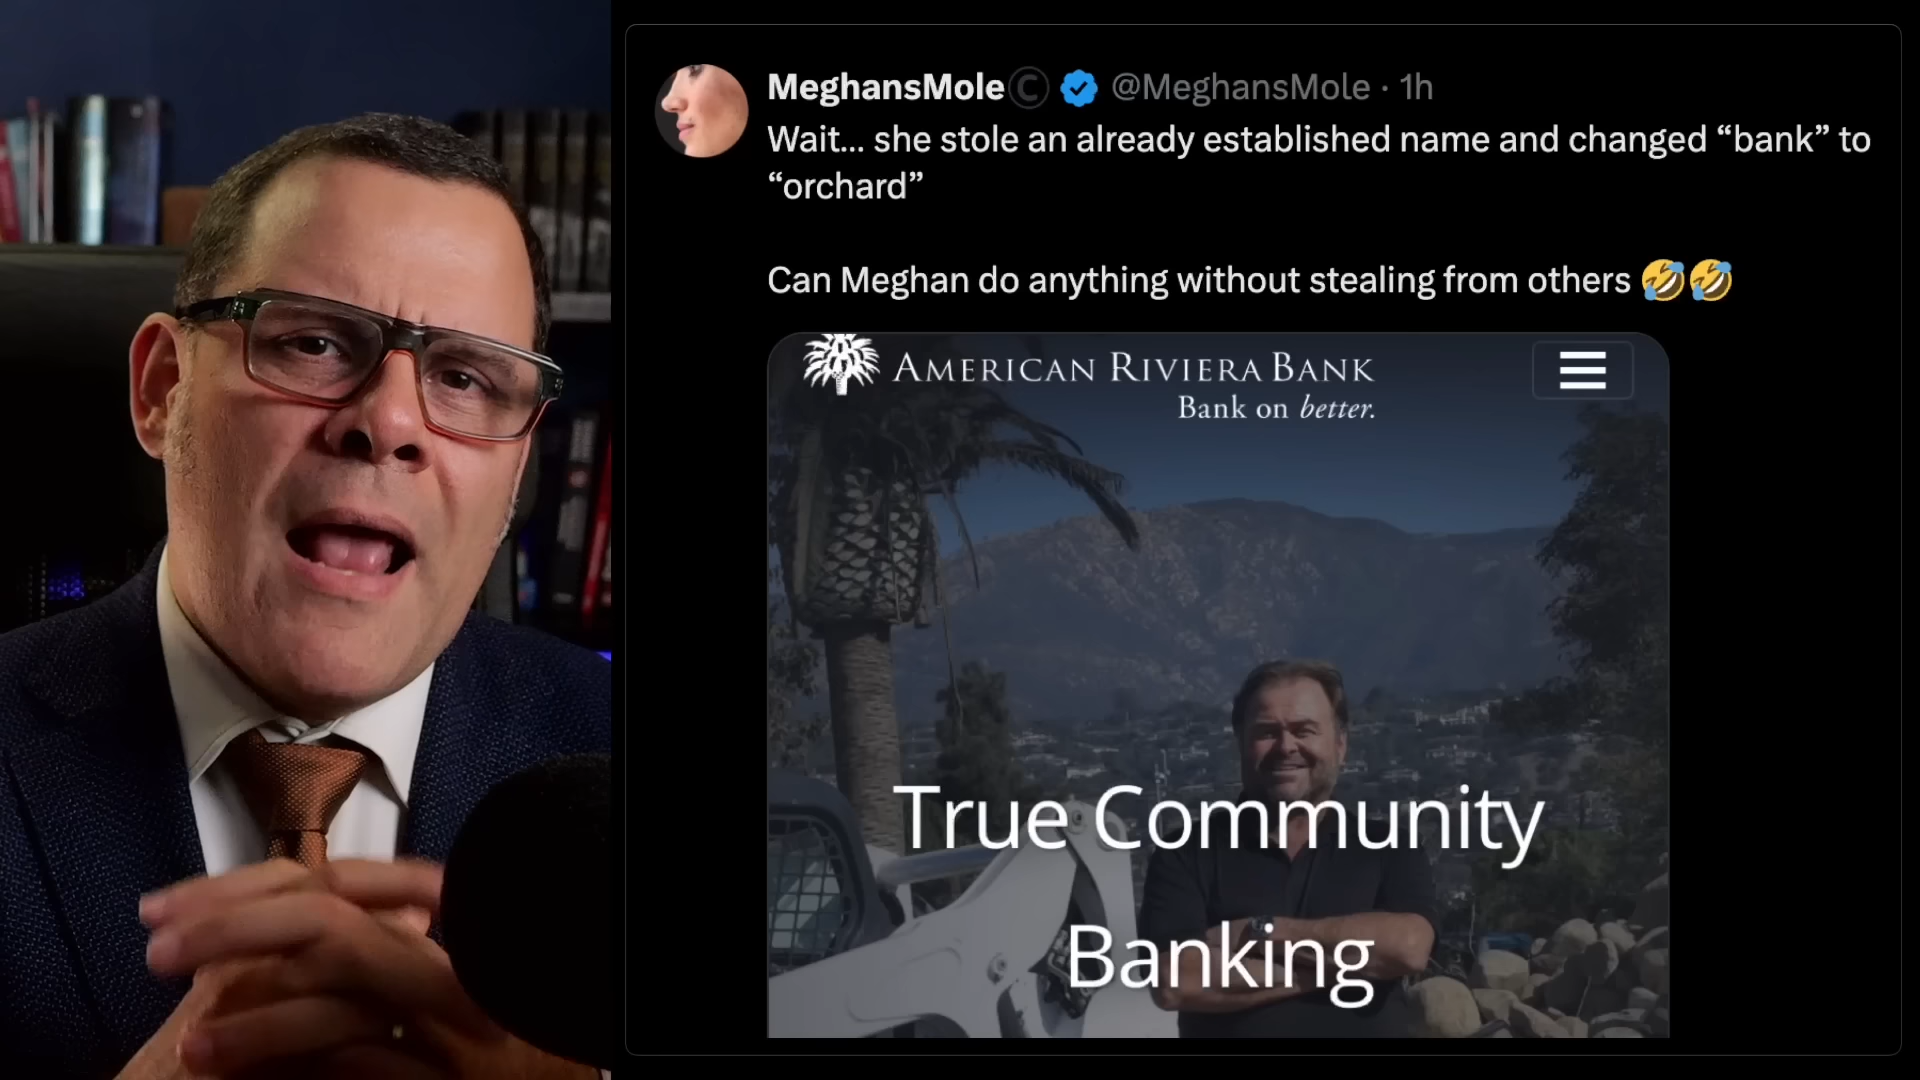 MeghansMole © @MeghansMole · 1h
Wait... she stole an already established name and changed “bank” to
“orchard”
Can Meghan do anything without stealing from others 🤣🤣
AMERICAN RIVIERA BANK
Bank on better.
True Community
Banking